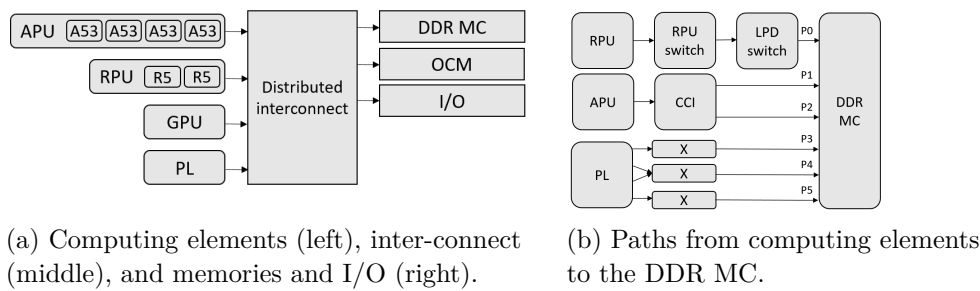 APU A53 A53 A53 A53
RPU R5 R5
GPU
PL
Distributed
interconnect
DDR MC
OCM
I/O
(a) Computing elements (left), inter-connect
(middle), and memories and I/O (right).
RPU
RPU
switch
LPD
switch
P0
APU
CCI
P1
P2
PL
X
X
X
P3
P4
P5
DDR
MC
(b) Paths from computing elements
to the DDR MC.